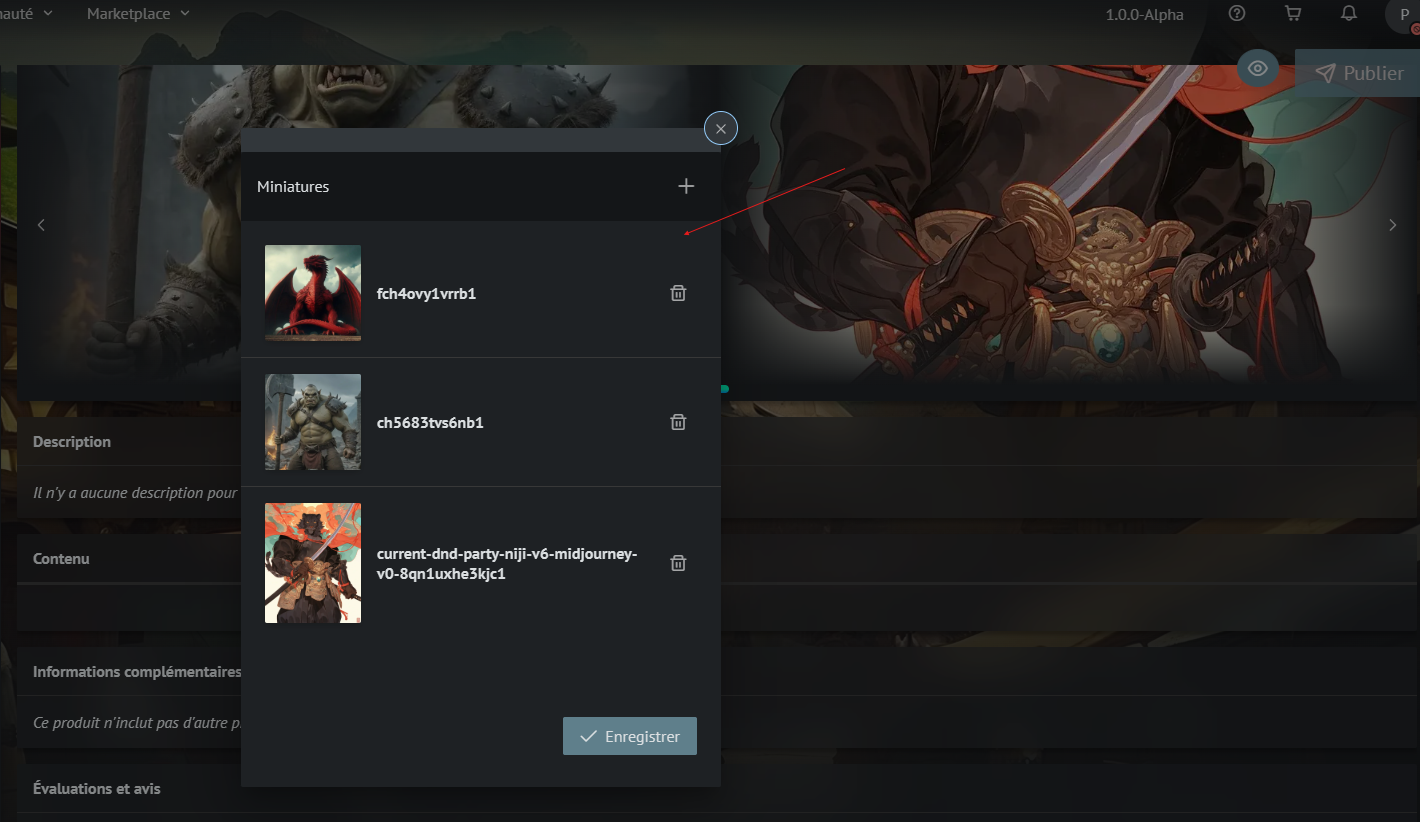 Marketplace
1.0.0-Alpha
P
Publier
Miniatures
fch4ovy1vrrb1
ch5683tvs6nb1
current-dnd-party-niji-v6-midjourney-
v0-8qn1uxhe3kjc1
Enregistrer
Description
Il n'y a aucune description pour
Contenu
Informations complémentaires
Ce produit n'inclut pas d'autre
Évaluations et avis